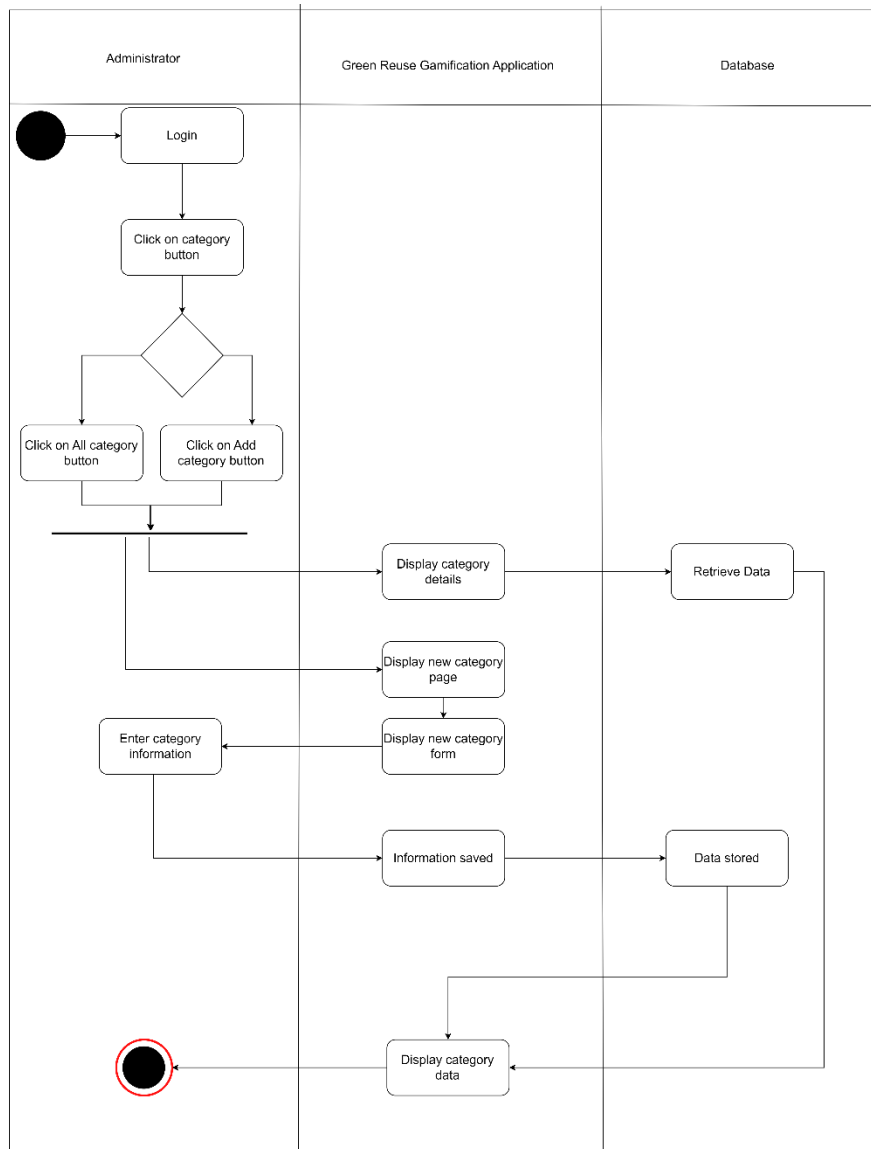 Administrator
Green Reuse Gamification Application
Database
Login
Click on category
button
Click on All category
button
Click on Add
category button
Display category
details
Retrieve Data
Display new category
page
Enter category
information
Display new category
form
Information saved
Data stored
Display category
data